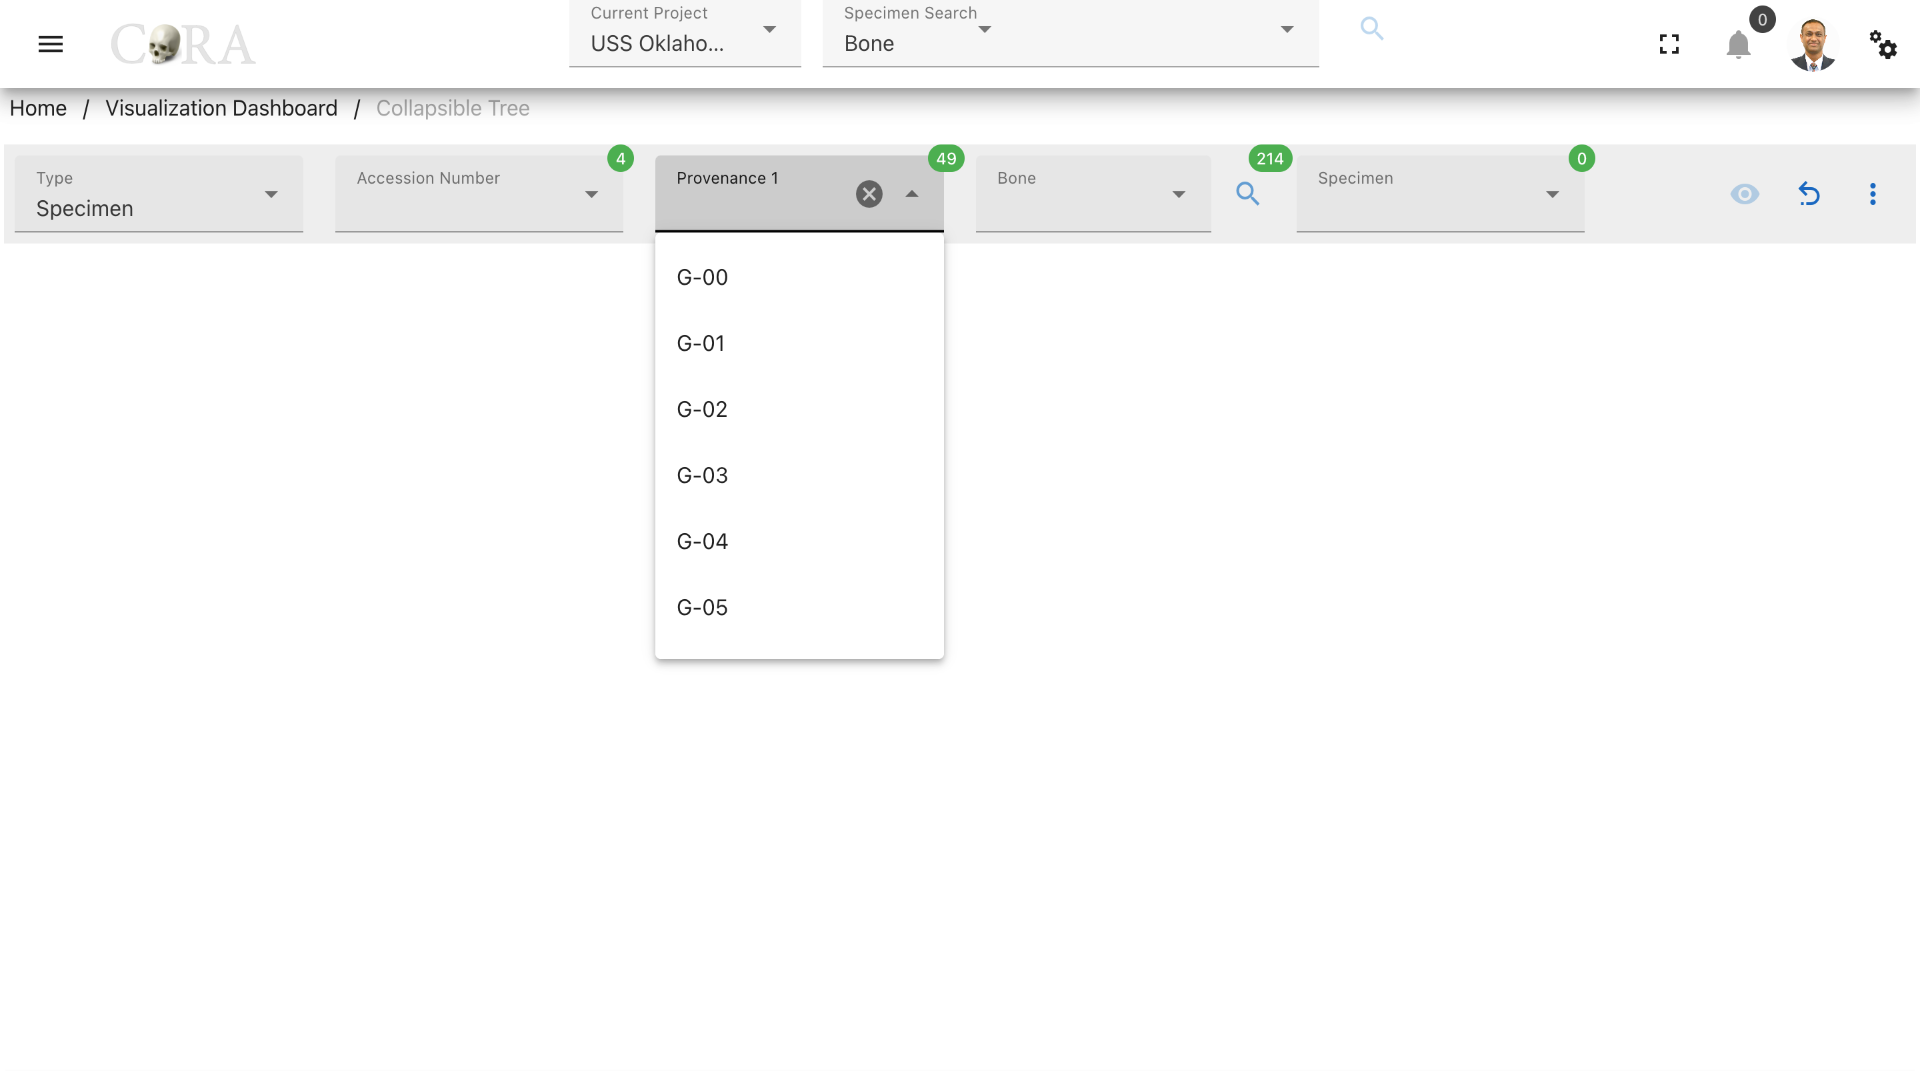 CORA
Current Project
USS Oklaho...
Specimen Search
Bone
0
Home / Visualization Dashboard / Collapsible Tree
Type
Specimen
Accession Number
4
Provenance 1
49
Bone
214
Specimen
0
G-00
G-01
G-02
G-03
G-04
G-05